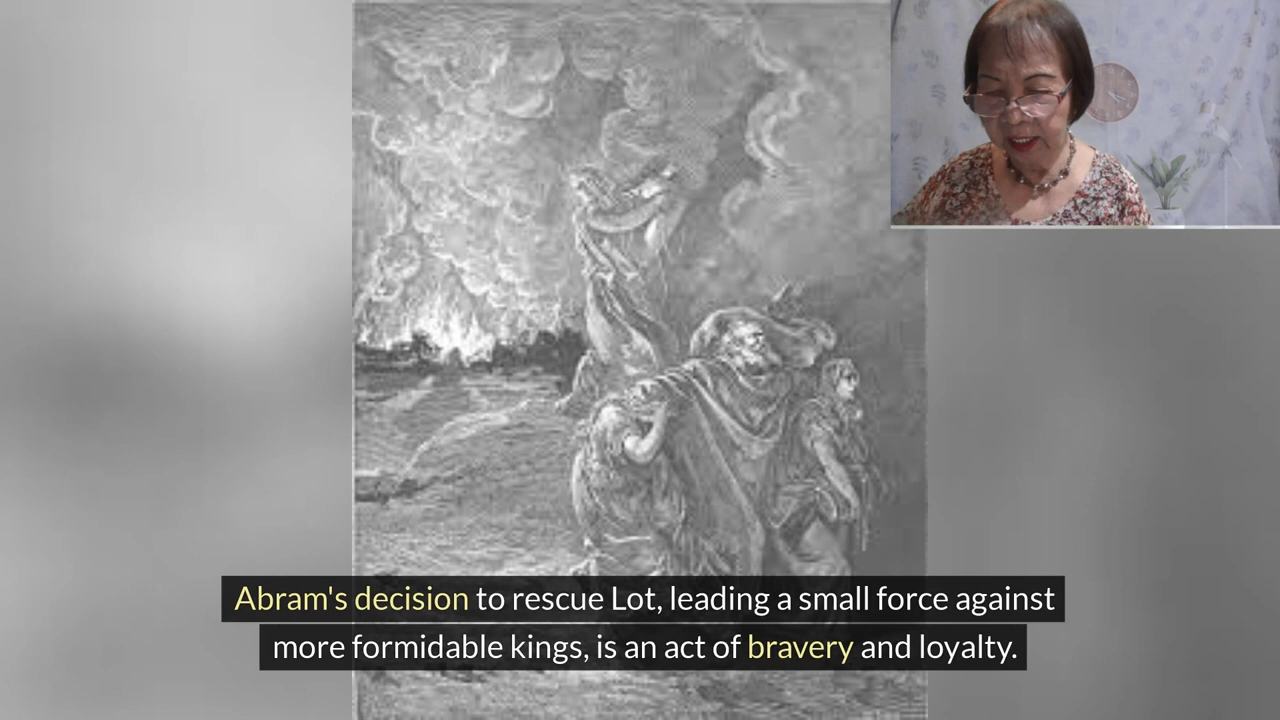 Abram's decision to rescue Lot, leading a small force against
more formidable kings, is an act of bravery and loyalty.